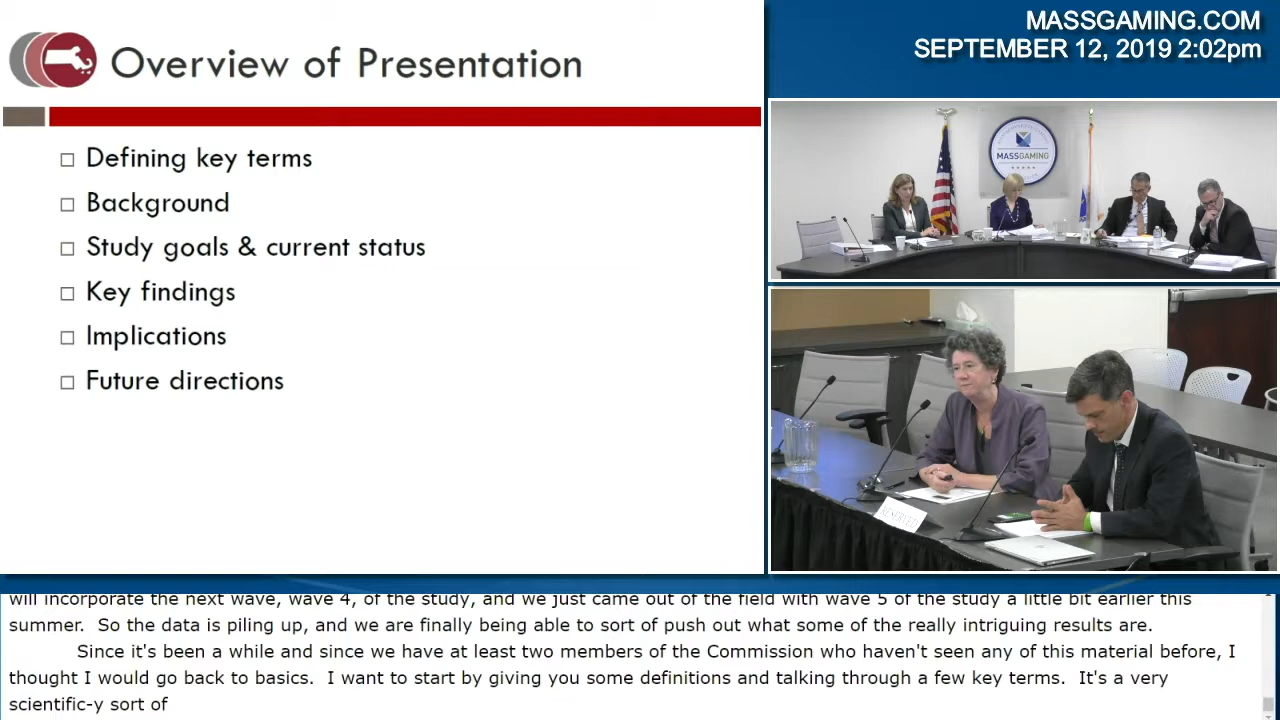 Overview of Presentation
Defining key terms
Background
Study goals & current status
Key findings
Implications
Future directions
MASSGAMING.COM
SEPTEMBER 12, 2019 2:02pm
MASSGAMING
RESERVED
will incorporate the next wave, wave 4, of the study, and we just came out of the field with wave 5 of the study a little bit earlier this
summer. So the data is piling up, and we are finally being able to sort of push out what some of the really intriguing results are.
Since it's been a while and since we have at least two members of the Commission who haven't seen any of this material before, I
thought I would go back to basics. I want to start by giving you some definitions and talking through a few key terms. It's a very
scientific-y sort of